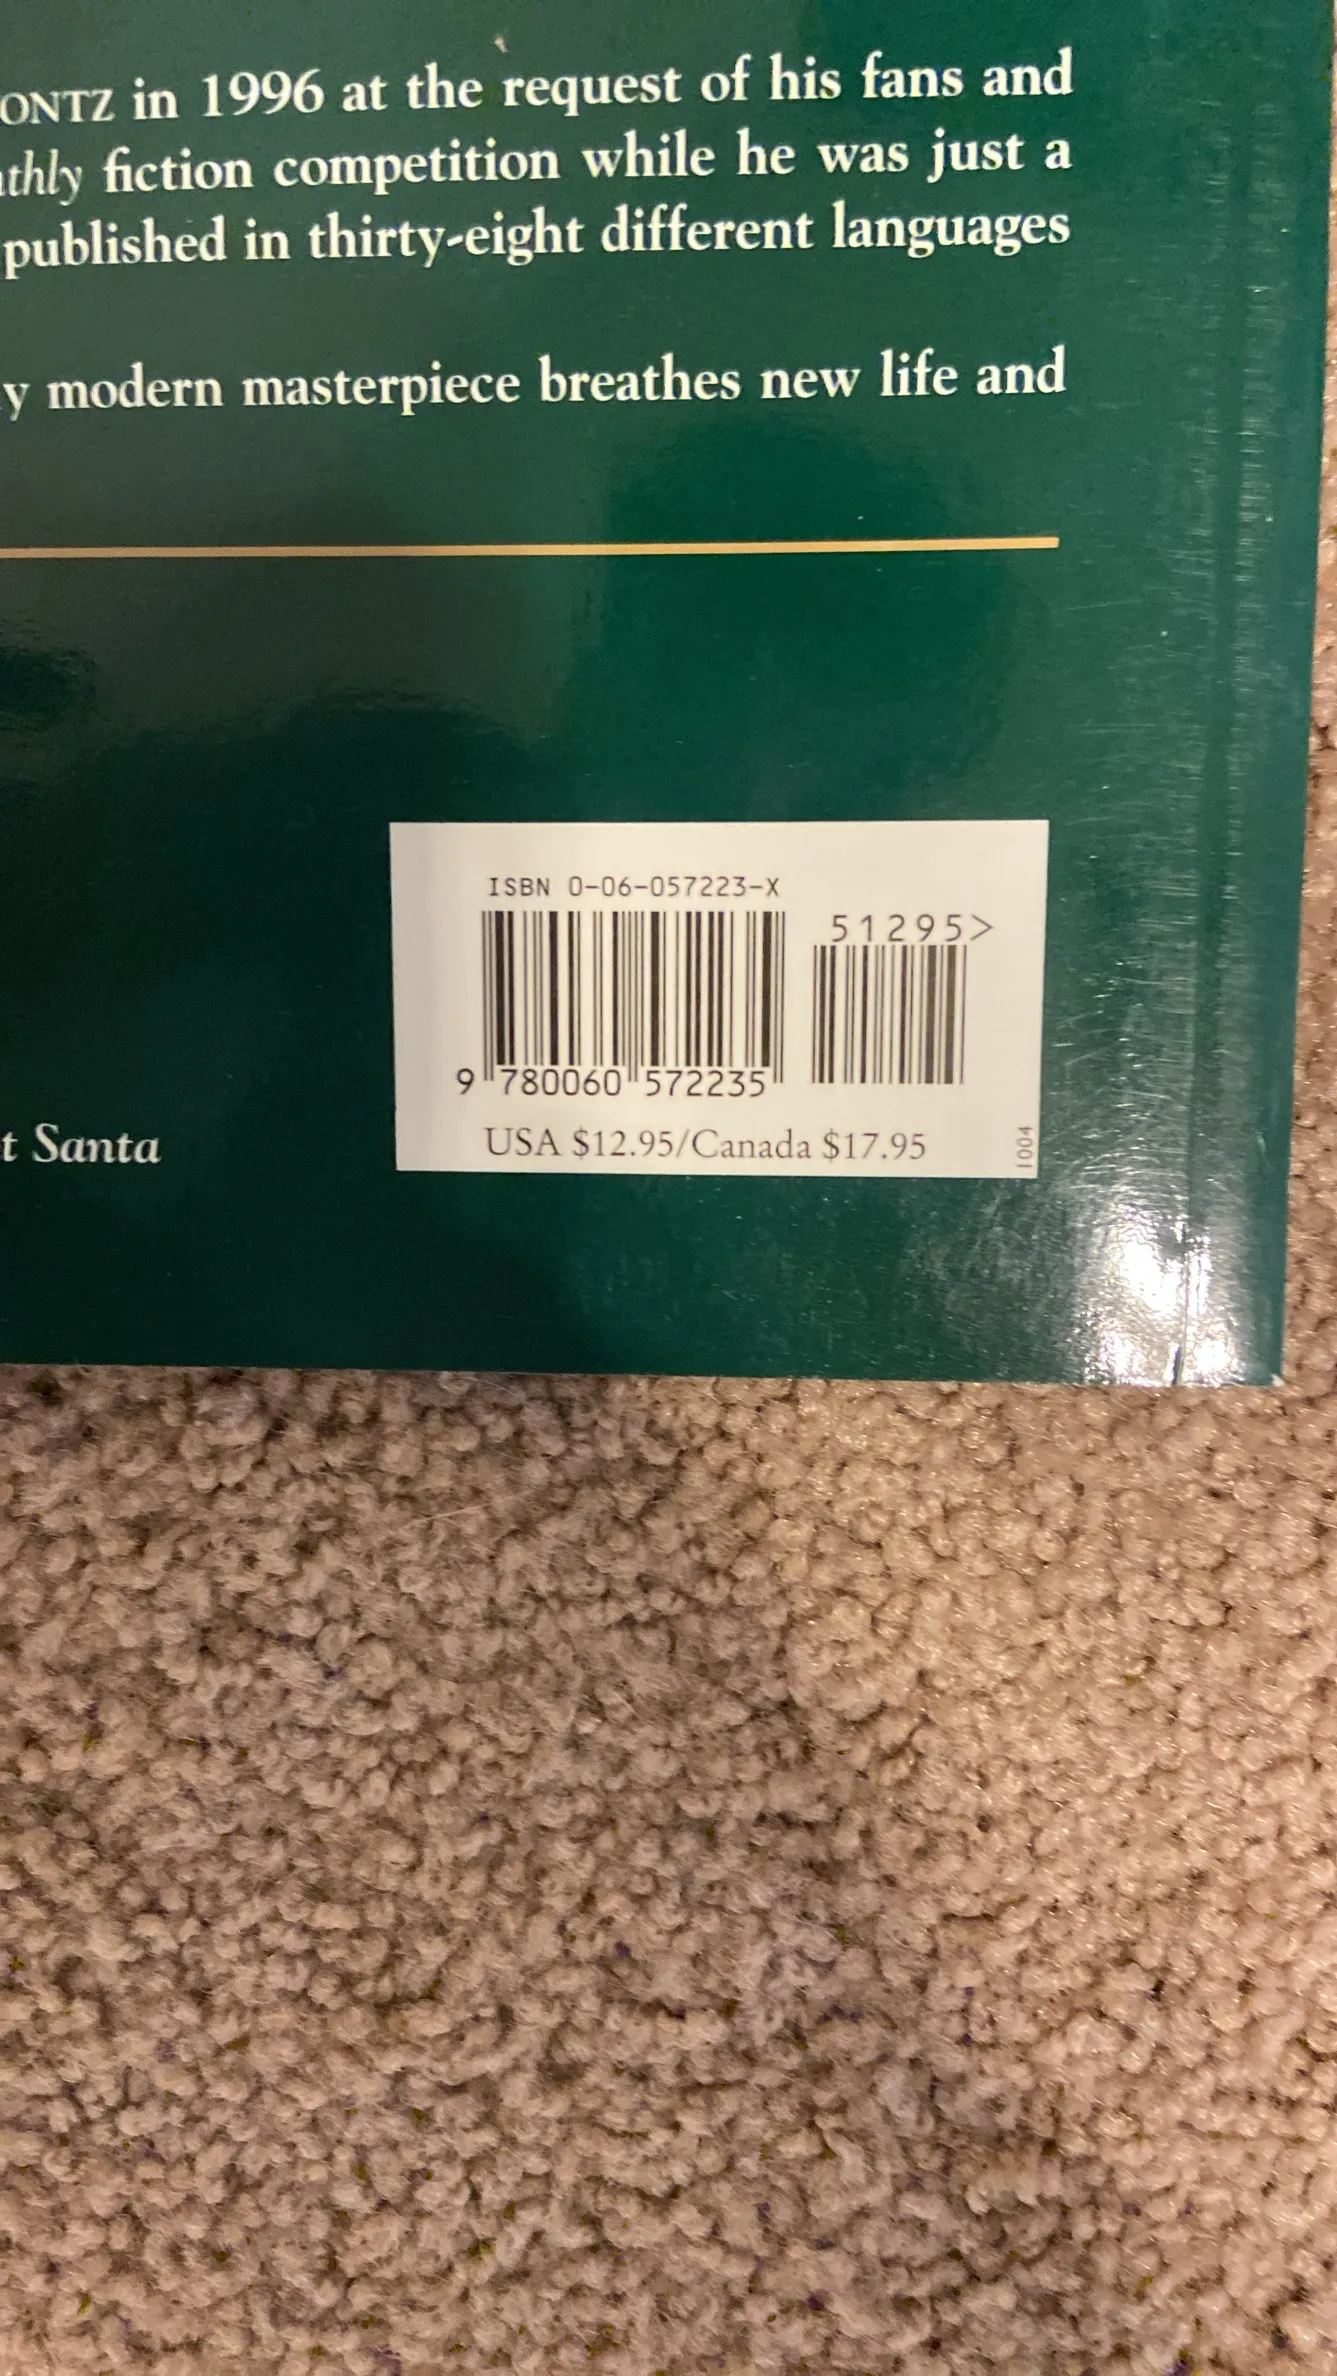 ONTZ in 1996 at the request of his fans and
thly fiction competition while he was just a
published in thirty-eight different languages
y modern masterpiece breathes new life and
ISBN 0-06-057223-X
51295>
9 780060 572235
USA $12.95/Canada $17.95
1004
t Santa